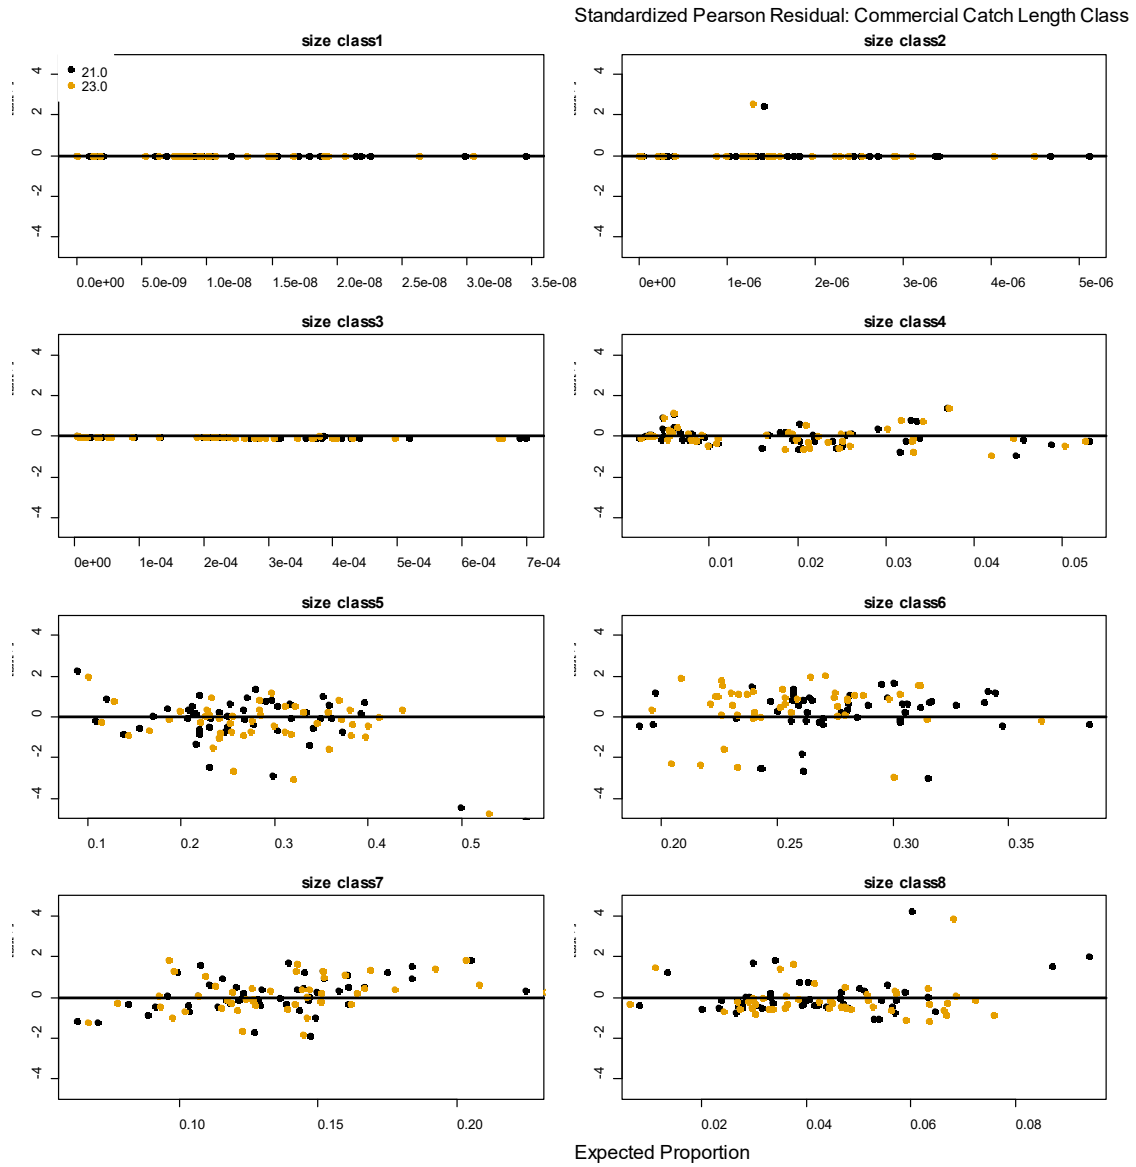 Standardized Pearson Residual: Commercial Catch Length Class
size class1
size class2
4
2
0
-2
-4
21.0
23.0
0.0e+00 5.0e-09 1.0e-08 1.5e-08 2.0e-08 2.5e-08 3.0e-08 3.5e-08
4
2
0
-2
-4
0e+00 1e-06 2e-06 3e-06 4e-06 5e-06
size class3
size class4
4
2
0
-2
-4
0e+00 1e-04 2e-04 3e-04 4e-04 5e-04 6e-04 7e-04
4
2
0
-2
-4
0.01 0.02 0.03 0.04 0.05
size class5
size class6
4
2
0
-2
-4
0.1 0.2 0.3 0.4 0.5
4
2
0
-2
-4
0.20 0.25 0.30 0.35
size class7
size class8
4
2
0
-2
-4
0.10 0.15 0.20
4
2
0
-2
-4
0.02 0.04 0.06 0.08
Expected Proportion